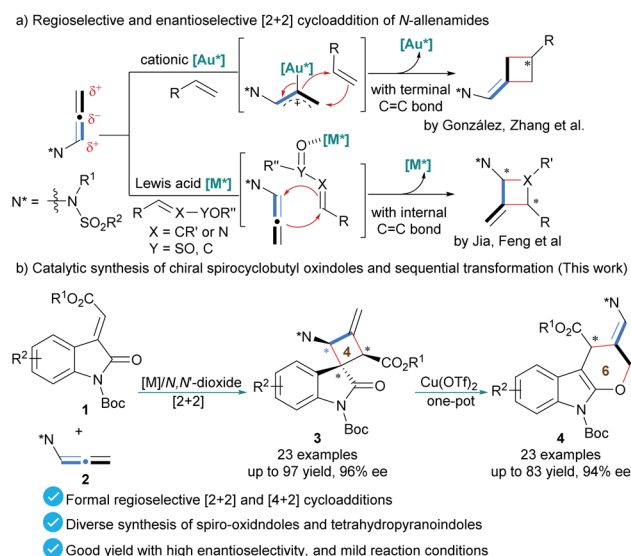 a) Regioselective and enantioselective [2+2] cycloaddition of N-allenamides
cationic [Au*]
R
[Au*]
R
*N
+
[Au*]
with terminal
C=C bond
R
*
*N
by González, Zhang et al.
δ+
δ−
δ+
*N
N* =
R1
N
SO2R2
Lewis acid [M*]
R
X
YOR"
X = CR' or N
Y = SO, C
O
[M*]
R"
Y
X
*N
R
[M*]
with internal
C=C bond
*N
*
R'
X
*
R
by Jia, Feng et al
b) Catalytic synthesis of chiral spirocyclobutyl oxindoles and sequential transformation (This work)
R1O2C
R2
O
N
Boc
1
+
*N
2
[M]/N,N'-dioxide
[2+2]
*N
*
4
*
CO2R1
*
R2
O
N
Boc
3
23 examples
up to 97 yield, 96% ee
Cu(OTf)2
one-pot
*N
R1O2C
*
6
R2
O
N
Boc
4
23 examples
up to 83 yield, 94% ee
Formal regioselective [2+2] and [4+2] cycloadditions
Diverse synthesis of spiro-oxidndoles and tetrahydropyranoindoles
Good yield with high enantioselectivity, and mild reaction conditions